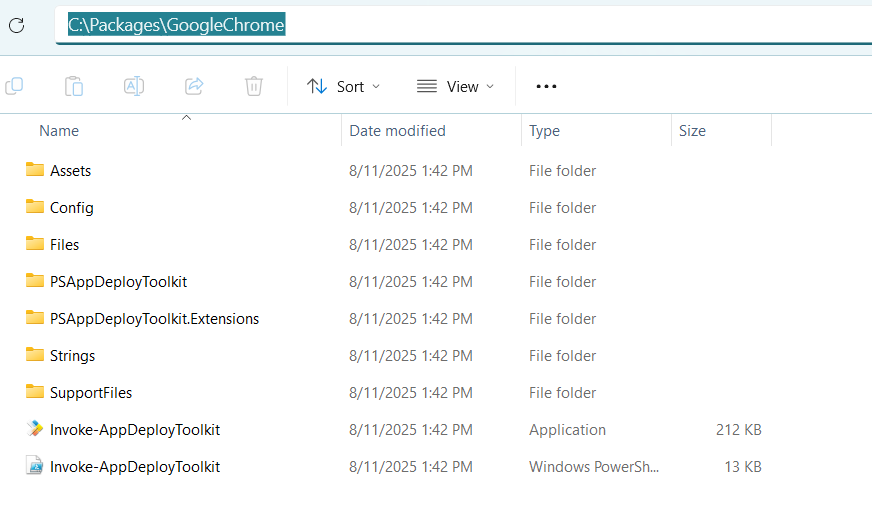 C:\Packages\GoogleChrome
Sort View
Name Date modified Type Size
Assets 8/11/2025 1:42 PM File folder
Config 8/11/2025 1:42 PM File folder
Files 8/11/2025 1:42 PM File folder
PSAppDeployToolkit 8/11/2025 1:42 PM File folder
PSAppDeployToolkit.Extensions 8/11/2025 1:42 PM File folder
Strings 8/11/2025 1:42 PM File folder
SupportFiles 8/11/2025 1:42 PM File folder
Invoke-AppDeployToolkit 8/11/2025 1:42 PM Application 212 KB
Invoke-AppDeployToolkit 8/11/2025 1:42 PM Windows PowerSh... 13 KB